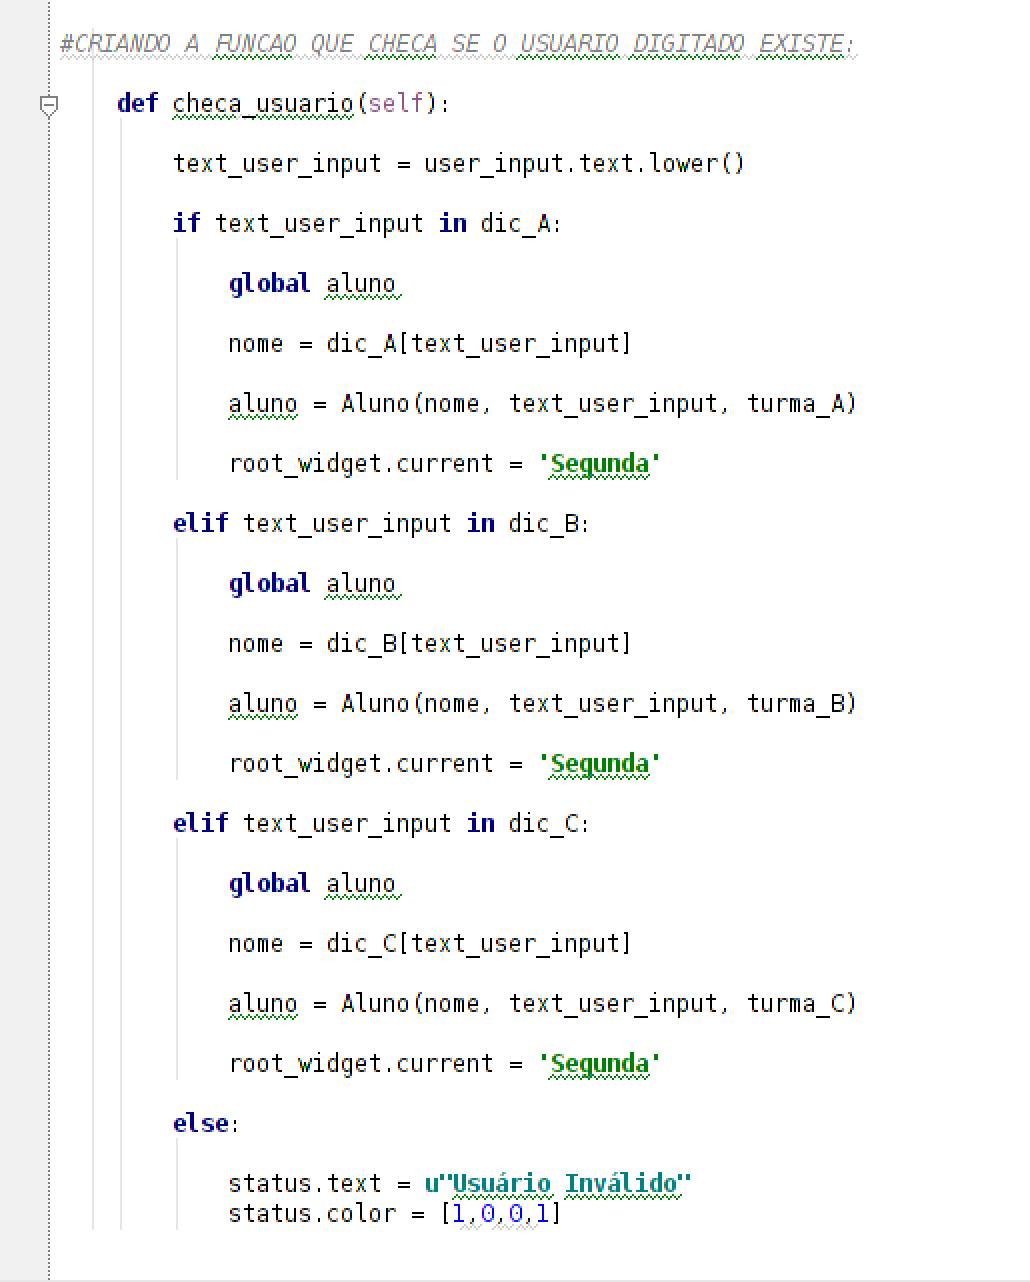 #CRIANDO A FUNCAO QUE CHECA SE O USUARIO DIGITADO EXISTE:
def checa_usuario(self):
text_user_input = user_input.text.lower()
if text_user_input in dic_A:
global aluno
nome = dic_A[text_user_input]
aluno = Aluno(nome, text_user_input, turma_A)
root_widget.current = 'Segunda'
elif text_user_input in dic_B:
global aluno
nome = dic_B[text_user_input]
aluno = Aluno(nome, text_user_input, turma_B)
root_widget.current = 'Segunda'
elif text_user_input in dic_C:
global aluno
nome = dic_C[text_user_input]
aluno = Aluno(nome, text_user_input, turma_C)
root_widget.current = 'Segunda'
else:
status.text = u"Usuário Inválido"
status.color = [1,0,0,1]